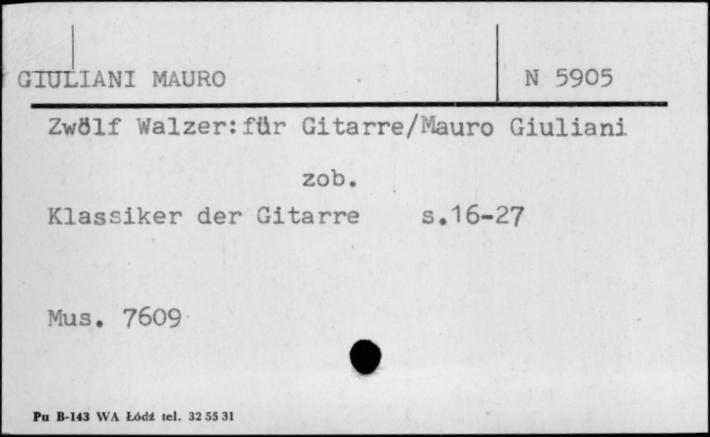 GIULIANI MAURO N 5905
Zwölf Walzer:für Gitarre/Mauro Giuliani
zob.
Klassiker der Gitarre s.16-27
Mus. 7609
Pu B-143 WA Łódź tel. 32 55 31